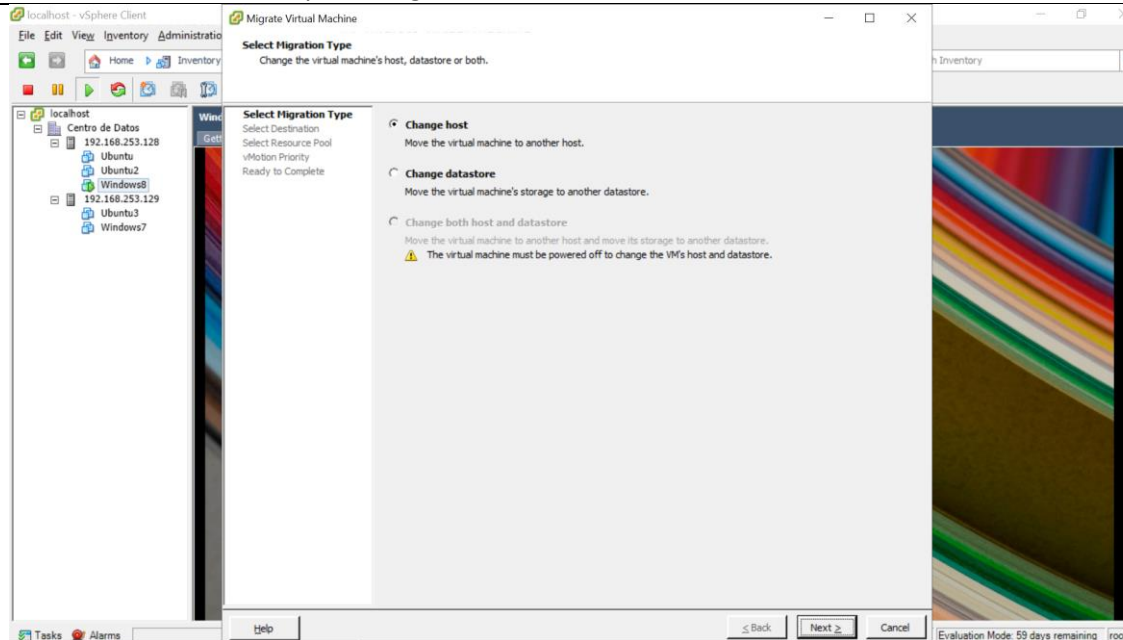 localhost - vSphere Client
File Edit View Inventory Administratio
Home Inventory
localhost
Centro de Datos
192.168.253.128
Ubuntu
Ubuntu2
Windows8
192.168.253.129
Ubuntu3
Windows7
Wind
Gett
Migrate Virtual Machine
Select Migration Type
Change the virtual machine's host, datastore or both.
Select Migration Type
Select Destination
Select Resource Pool
vMotion Priority
Ready to Complete
Change host
Move the virtual machine to another host.
Change datastore
Move the virtual machine's storage to another datastore.
Change both host and datastore
Move the virtual machine to another host and move its storage to another datastore.
The virtual machine must be powered off to change the VM's host and datastore.
Help
< Back Next > Cancel
h Inventory
Tasks Alarms
Evaluation Mode: 59 days remaining roo